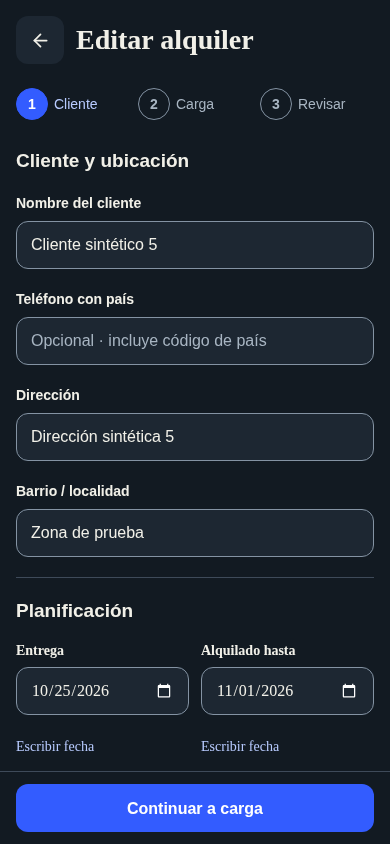 Editar alquiler
1 Cliente 2 Carga 3 Revisar
Cliente y ubicación
Nombre del cliente
Cliente sintético 5
Teléfono con país
Opcional · incluye código de país
Dirección
Dirección sintética 5
Barrio / localidad
Zona de prueba
Planificación
Entrega Alquilado hasta
10/25/2026 11/01/2026
Escribir fecha Escribir fecha
Continuar a carga